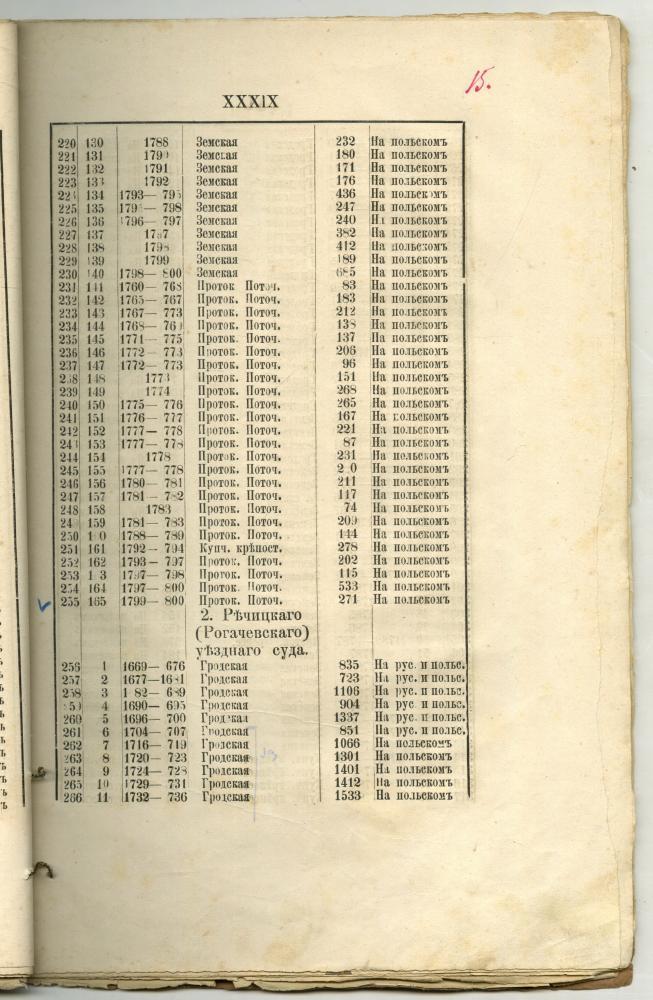 15.
XXXIX
220 130 1788 Земская 232 На польскомъ
221 131 179 Земская 180 На польскомъ
222 132 1791 Земская 171 На польскомъ
223 13 1792 Земская 176 На польскомъ
22 134 1793— 795 Земская 436 На польскомъ
225 135 179 — 798 Земская 247 На польскомъ
226 136 1796— 797 Земская 240 На польскомъ
227 137 1797 Земская 382 На польскомъ
228 138 1798 Земская 412 На польскомъ
229 139 1799 Земская 189 На польскомъ
230 140 1798— 800 Земская 685 На польскомъ
231 141 1760— 768 Проток Поточ. 83 На польскомъ
232 142 1765— 767 Проток. Поточ. 183 На польскомъ
233 143 1767— 773 Проток. Поточ. 212 На польскомъ
234 144 1768— 769 Проток. Поточ. 138 На польскомъ
235 145 1771— 775 Проток. Поточ. 137 На польскомъ
236 146 1772— 773 Проток. Поточ. 206 На польскомъ
237 147 1772— 773 Проток. Поточ. 96 На польскомъ
238 148 1773 Проток. Поточ. 151 На польскомъ
239 149 1774 Проток. Поточ. 268 На польскомъ
240 150 1775— 776 Проток. Поточ. 265 На польскомъ
241 151 1776— 777 Проток. Поточ. 167 На польскомъ
242 152 1777— 778 Проток. Поточ. 221 На польскомъ
243 153 1777— 778 Проток. Поточ. 87 На польскомъ
244 154 1778 Проток. Поточ. 231 На польскомъ
245 155 1777— 778 Проток. Поточ. 2 0 На польскомъ
246 156 1780— 781 Проток. Поточ. 211 На польскомъ
247 157 1781— 782 Проток. Поточ. 117 На польскомъ
248 158 1783 Проток. Поточ. 74 На польскомъ
24 159 1781— 783 Проток. Поточ. 209 На польскомъ
250 1 0 1788— 789 Проток. Поточ. 144 На польскомъ
251 161 1792— 794 Купч. крѣпост. 278 На польскомъ
252 162 1793— 797 Проток. Поточ. 202 На польскомъ
253 1 3 1797— 798 Проток. Поточ. 115 На польскомъ
254 164 1797— 800 Проток. Поточ. 533 На польскомъ
255 165 1799— 800 Проток. Поточ. 271 На польскомъ
2. Рѣчицкаго
(Рогачевскаго)
уѣзднаго суда.
256 1 1669— 676 Гродская 835 На рус. и польс.
257 2 1677—1681 Гродская 723 На рус. и польс.
258 3 1 82— 689 Гродская 1106 На рус. и польс.
259 4 1690— 695 Гродская 904 На рус. и польс.
260 5 1696— 700 Гродская 1337 На рус. и польс.
261 6 1704— 707 Гродская 851 На рус. и польс.
262 7 1716— 719 Гродская 1066 На польскомъ
263 8 1720— 723 Гродская 1301 На польскомъ
264 9 1724— 728 Гродская 1401 На польскомъ
265 10 1729— 731 Гродская 1412 На польскомъ
266 11 1732— 736 Гродская 1533 На польскомъ